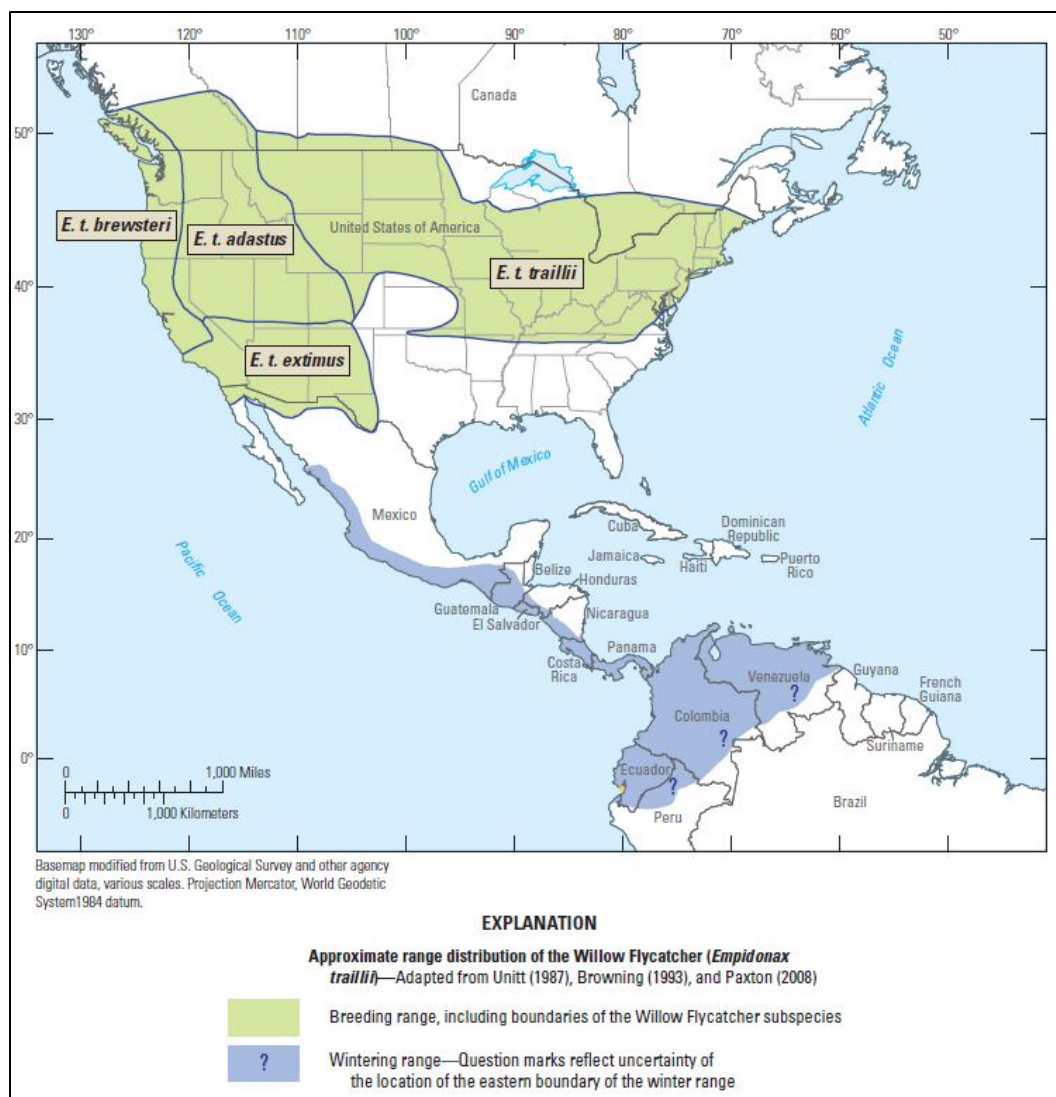 130° 120° 110° 100° 90° 80° 70° 60° 50°
Canada
50°
E. t. brewsteri
E. t. adastus
United States of America
E. t. traillii
40°
E. t. extimus
Atlantic Ocean
30°
Gulf of Mexico
Mexico
Cuba
Dominican
Republic
20°
Pacific Ocean
Jamaica
Haiti
Puerto
Rico
Belize
Honduras
Guatemala
El Salvador
Nicaragua
10°
Costa
Rica
Panama
Venezuela
?
Guyana
French
Guiana
Suriname
Colombia
?
0°
Ecuador
?
Peru
Brazil
0 1,000 Miles
0 1,000 Kilometers
Basemap modified from U.S. Geological Survey and other agency
digital data, various scales. Projection Mercator, World Geodetic
System1984 datum.
EXPLANATION
Approximate range distribution of the Willow Flycatcher (Empidonax
traillii)—Adapted from Unitt (1987), Browning (1993), and Paxton (2008)
Breeding range, including boundaries of the Willow Flycatcher subspecies
? Wintering range—Question marks reflect uncertainty of
the location of the eastern boundary of the winter range